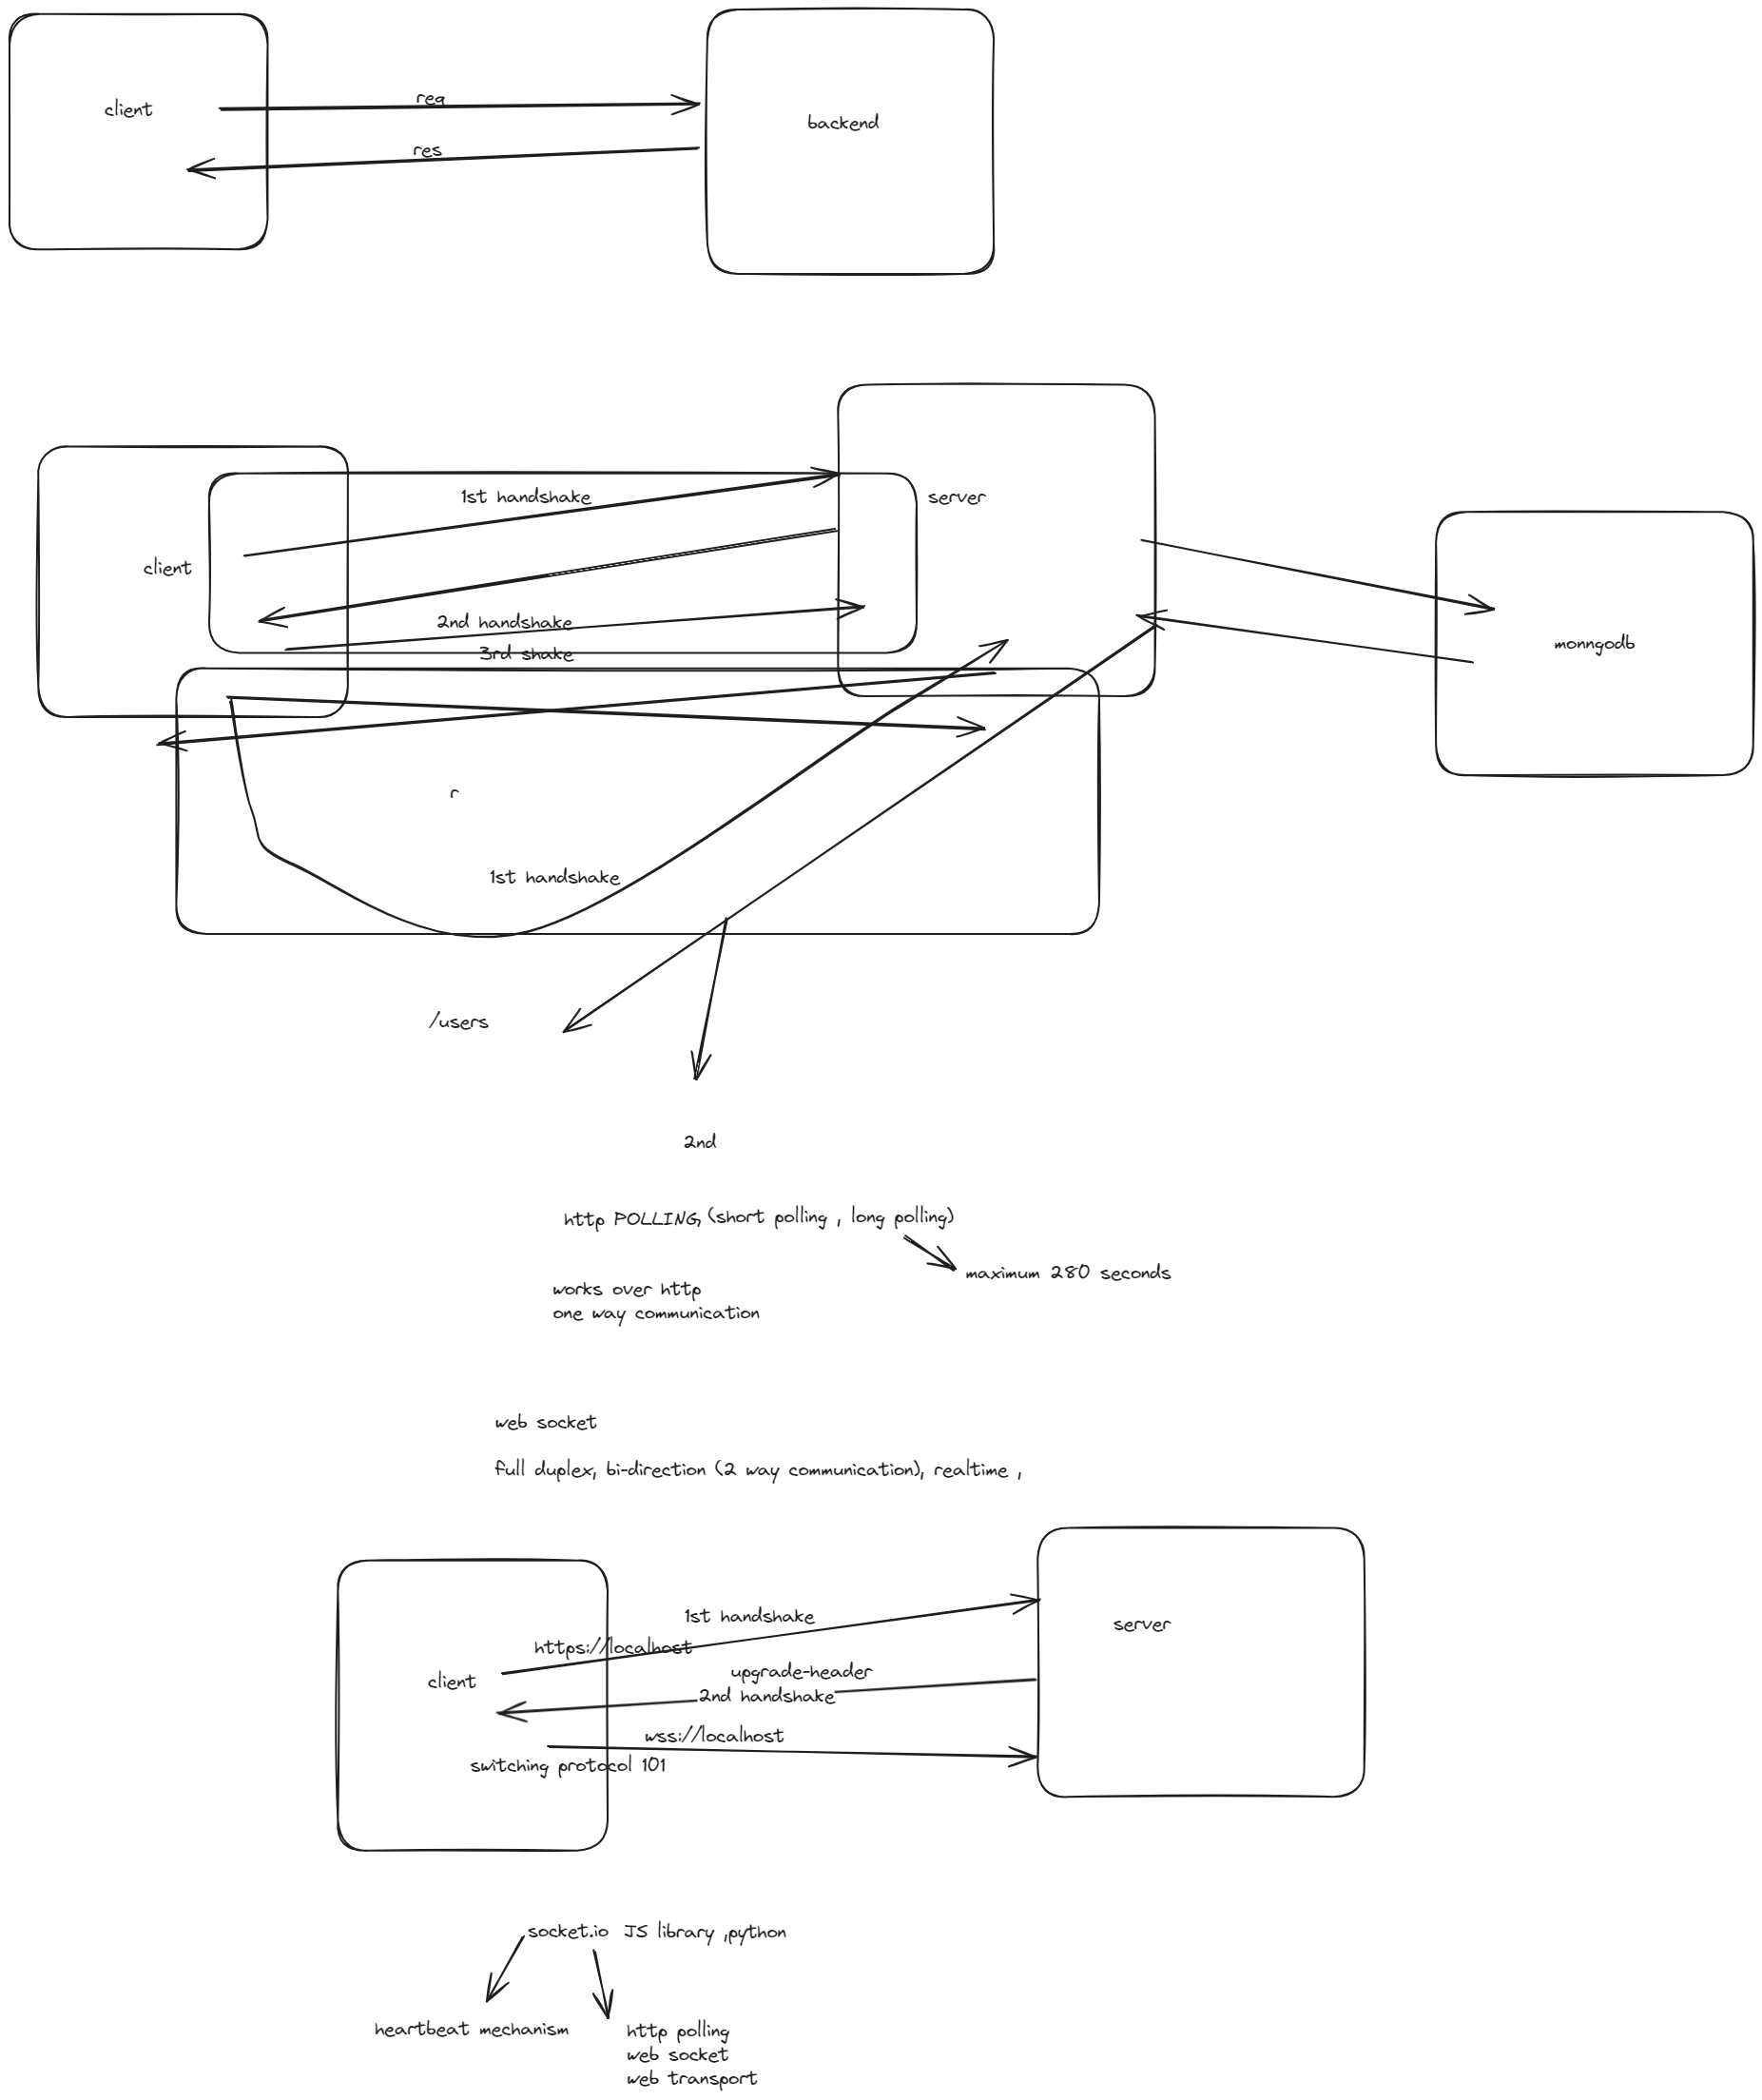 client
req
res
backend
1st handshake
server
client
2nd handshake
3rd shake
monngodb
r
1st handshake
/users
2nd
http POLLING, (short polling , long polling)
maximum 280 seconds
works over http
one way communication
web socket
full duplex, bi-direction (2 way communication), realtime ,
1st handshake
https://localhost
server
client
upgrade-header
2nd handshake
wss://localhost
switching protocol 101
socket.io JS library ,python
heartbeat mechanism
http polling
web socket
web transport